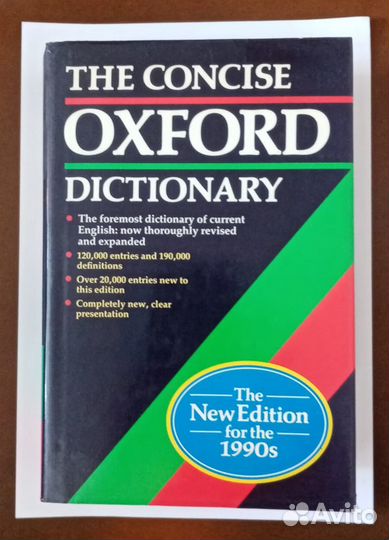 THE CONCISE
OXFORD
DICTIONARY
• The foremost dictionary of current
English: now thoroughly revised
and expanded
• 120,000 entries and 190,000
definitions
• Over 20,000 entries new to
this edition
• Completely new, clear
presentation
The
New Edition
for the
1990s
Avito